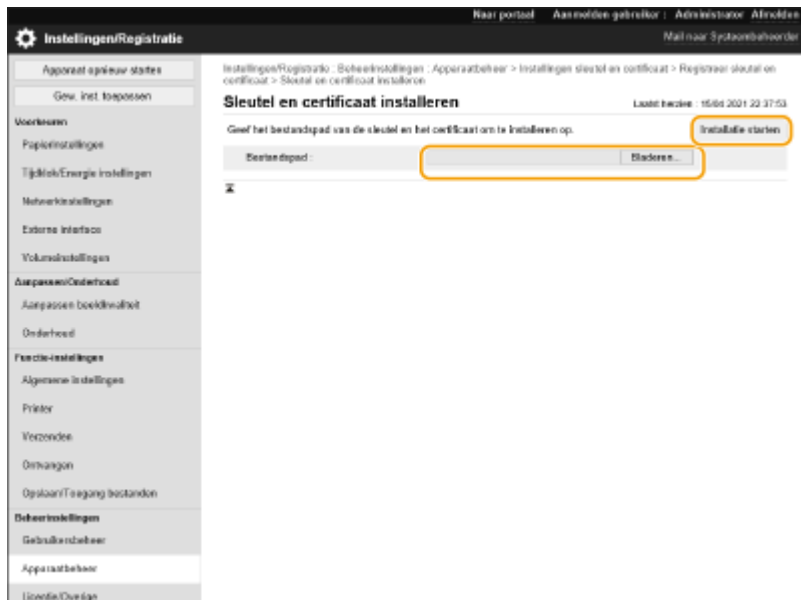 Naar portaal Aanmelden gebruiker : Administrator Afmelden
Instellingen/Registratie
Mail naar Systeembeheerder
Apparaat opnieuw starten
Gew. inst. toepassen
Voorkeuren
Papierinstellingen
Tijdklok/Energie instellingen
Netwerkinstellingen
Externe interface
Volumeinstellingen
Aanpassen/Onderhoud
Aanpassen beeldkwaliteit
Onderhoud
Functie-instellingen
Algemene instellingen
Printer
Verzenden
Ontvangen
Opslaan/Toegang bestanden
Beheerinstellingen
Gebruikersbeheer
Apparaatbeheer
Licentie/Overige
Instellingen/Registratie : Beheerinstellingen : Apparaatbeheer > Instellingen sleutel en certificaat > Registreer sleutel en
certificaat > Sleutel en certificaat installeren
Sleutel en certificaat installeren
Laatst herzien : 15/04 2021 22:37:53
Geef het bestandspad van de sleutel en het certificaat om te installeren op.
Installatie starten
Bestandspad :
Bladeren...